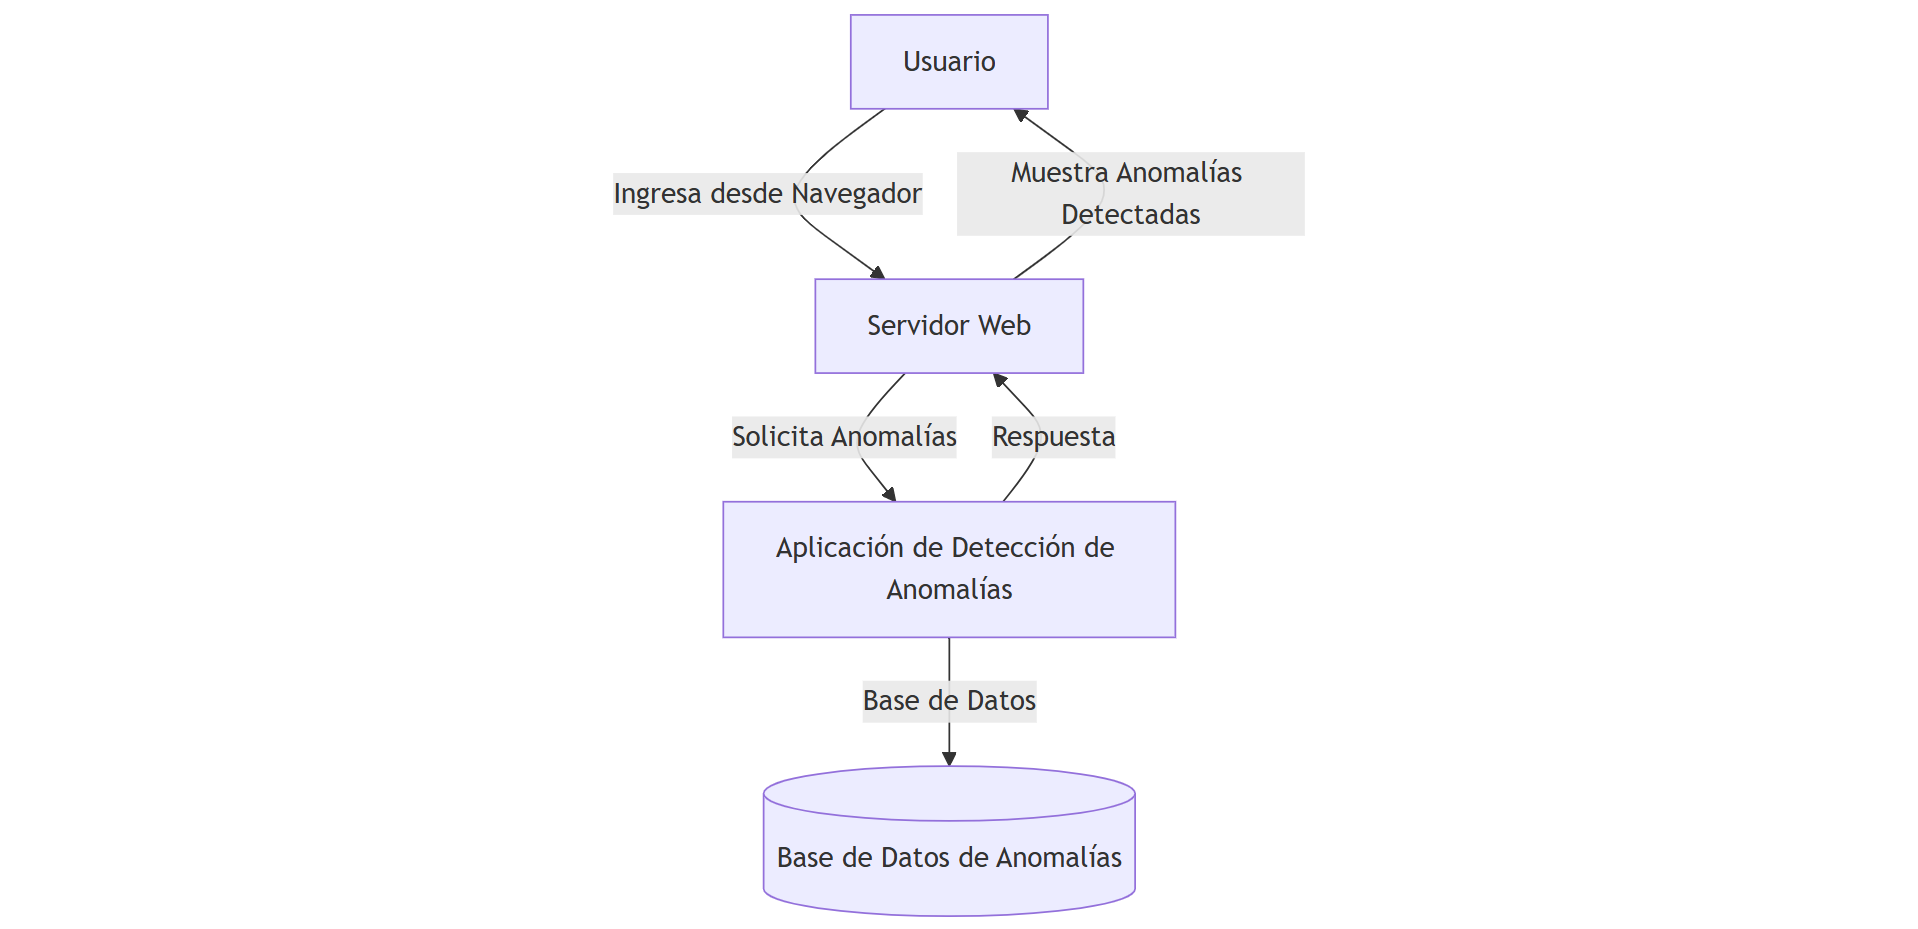 Usuario
Ingresa desde Navegador
Muestra Anomalías
Detectadas
Servidor Web
Solicita Anomalías
Respuesta
Aplicación de Detección de
Anomalías
Base de Datos
Base de Datos de Anomalías